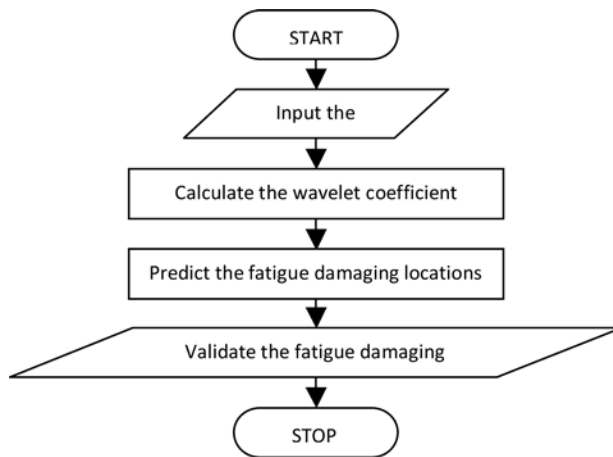 START
Input the
Calculate the wavelet coefficient
Predict the fatigue damaging locations
Validate the fatigue damaging
STOP